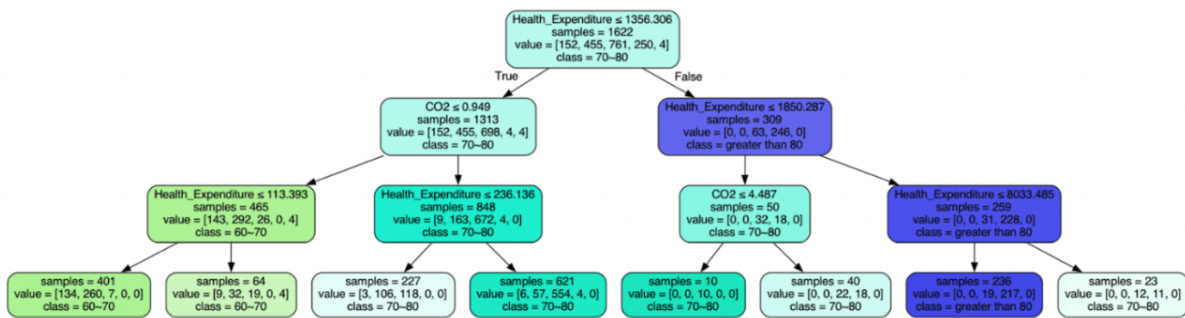 Health_Expenditure ≤ 1356.306
samples = 1622
value = [152, 455, 761, 250, 4]
class = 70~80
True
False
CO2 ≤ 0.949
samples = 1313
value = [152, 455, 698, 4, 4]
class = 70~80
Health_Expenditure ≤ 1850.287
samples = 309
value = [0, 0, 63, 246, 0]
class = greater than 80
Health_Expenditure ≤ 113.393
samples = 465
value = [143, 292, 26, 0, 4]
class = 60~70
Health_Expenditure ≤ 236.136
samples = 848
value = [9, 163, 672, 4, 0]
class = 70~80
CO2 ≤ 4.487
samples = 50
value = [0, 0, 32, 18, 0]
class = 70~80
Health_Expenditure ≤ 8033.485
samples = 259
value = [0, 0, 31, 228, 0]
class = greater than 80
samples = 401
value = [134, 260, 7, 0, 0]
class = 60~70
samples = 64
value = [9, 32, 19, 0, 4]
class = 60~70
samples = 227
value = [3, 106, 118, 0, 0]
class = 70~80
samples = 621
value = [6, 57, 554, 4, 0]
class = 70~80
samples = 10
value = [0, 0, 10, 0, 0]
class = 70~80
samples = 40
value = [0, 0, 22, 18, 0]
class = 70~80
samples = 236
value = [0, 0, 19, 217, 0]
class = greater than 80
samples = 23
value = [0, 0, 12, 11, 0]
class = 70~80